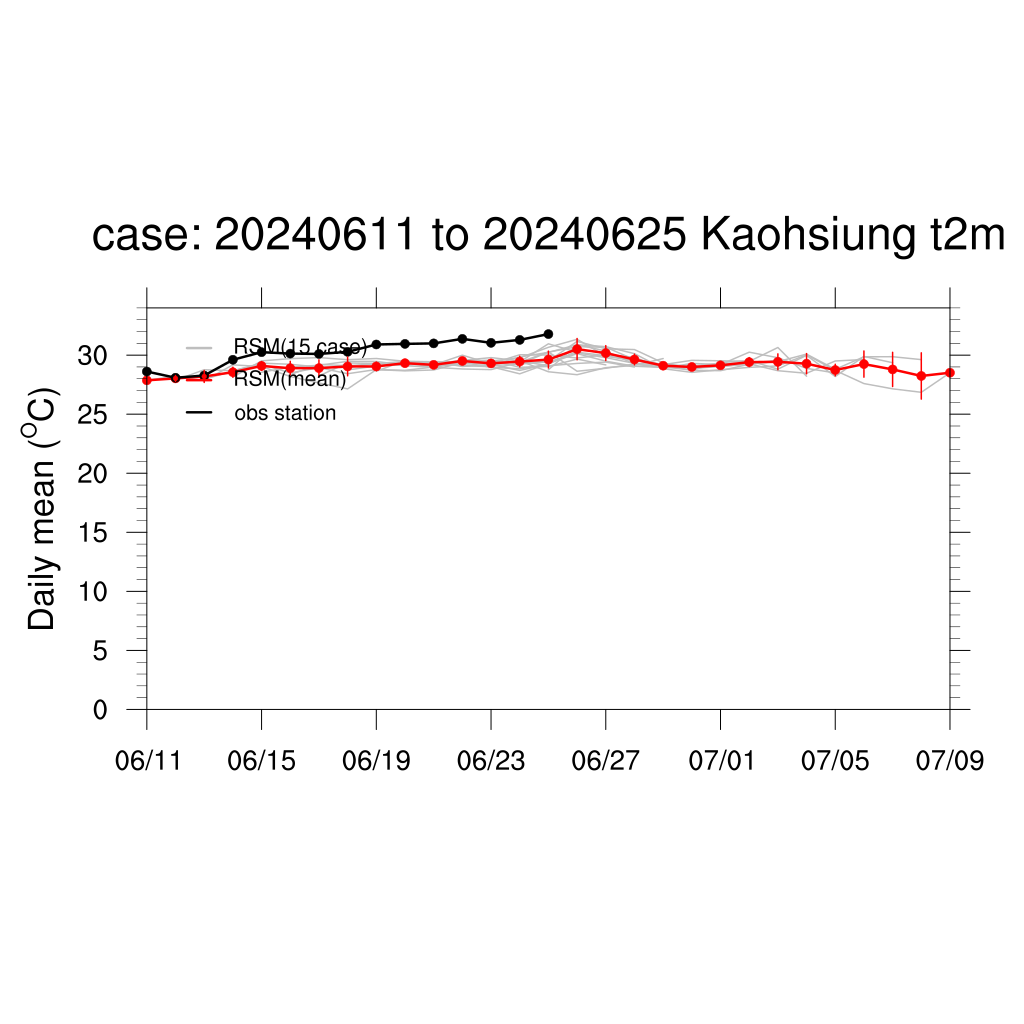 case: 20240611 to 20240625 Kaohsiung t2m
Daily mean (°C)
30
25
20
15
10
5
0
RSM(15 case)
RSM(mean)
obs station
06/11 06/15 06/19 06/23 06/27 07/01 07/05 07/09